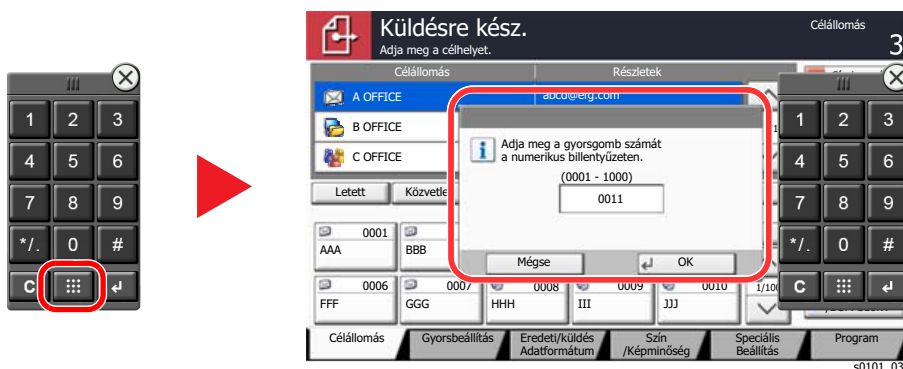 1 2 3
4 5 6
7 8 9
*/. 0 #
C
Küldésre kész.
Adja meg a célhelyet.
Célállomás
3
Célállomás Részletek
A OFFICE abcd@efg.com
B OFFICE
C OFFICE
Adja meg a gyorsgomb számát
a numerikus billentyűzeten.
(0001 - 1000)
0011
Mégse OK
Letett
0001
AAA BBB
0006 0007 0008 0009 0010
FFF GGG HHH III JJJ
1 2 3
4 5 6
7 8 9
*/. 0 #
C
Célállomás Gyorsbeállítás Eredeti/küldés
Adatformátum Szín
/Képminőség Speciális
Beállítás Program
s0101_03